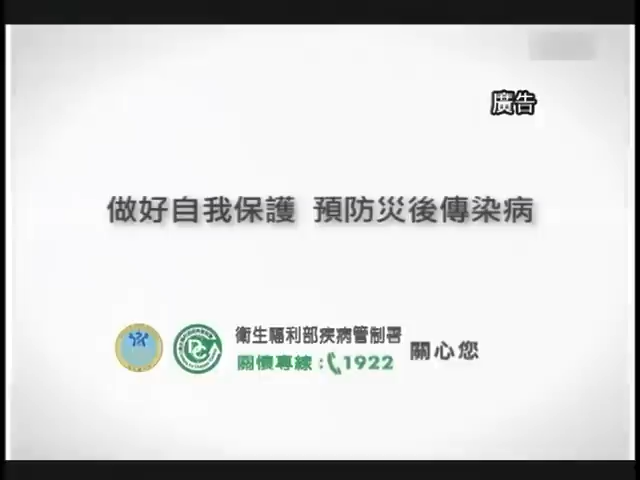 廣告
做好自我保護 預防災後傳染病
衛生福利部疾病管制署
關懷專線：1922
關心您